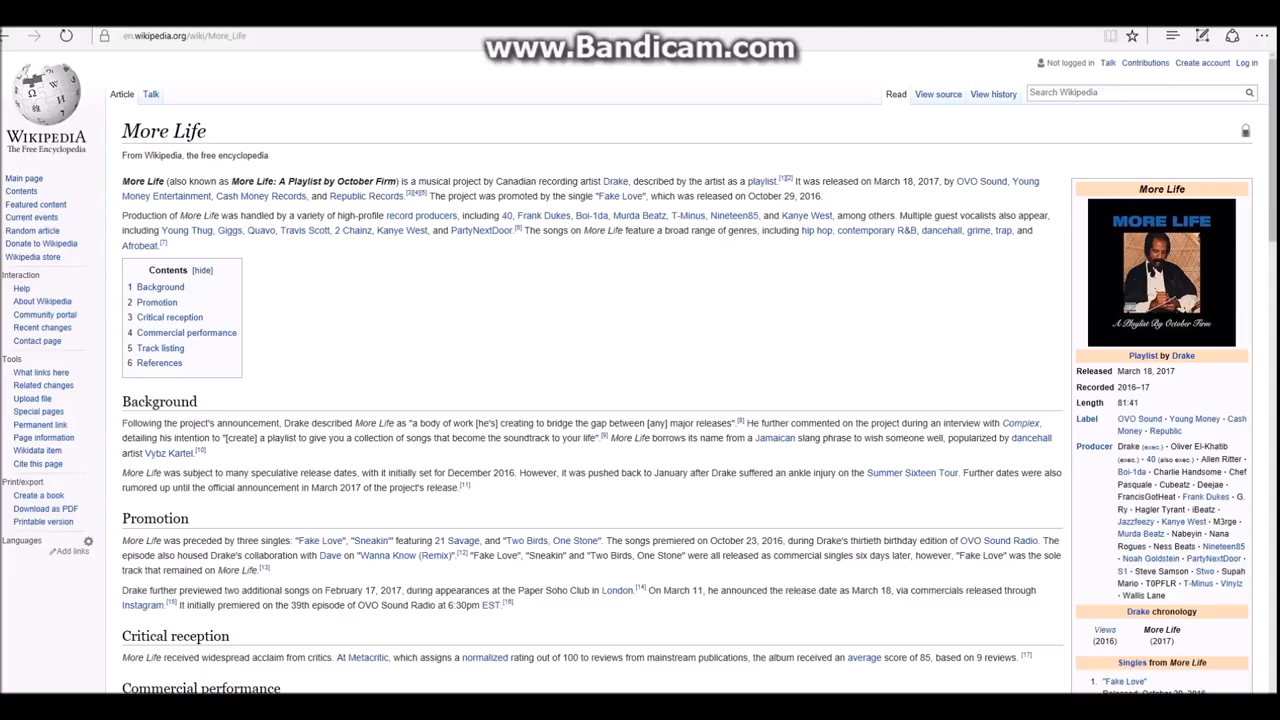 en.wikipedia.org/wiki/More_Life
www.Bandicam.com
Not logged in Talk Contributions Create account Log in
Article Talk
Read View source View history
Search Wikipedia
WIKIPEDIA
The Free Encyclopedia
Main page
Contents
Featured content
Current events
Random article
Donate to Wikipedia
Wikipedia store
Interaction
Help
About Wikipedia
Community portal
Recent changes
Contact page
Tools
What links here
Related changes
Upload file
Special pages
Permanent link
Page information
Wikidata item
Cite this page
Print/export
Create a book
Download as PDF
Printable version
Languages
Add links
More Life
From Wikipedia, the free encyclopedia
More Life (also known as More Life: A Playlist by October Firm) is a musical project by Canadian recording artist Drake, described by the artist as a playlist.[1][2] It was released on March 18, 2017, by OVO Sound, Young
Money Entertainment, Cash Money Records, and Republic Records.[3][4][5] The project was promoted by the single "Fake Love", which was released on October 29, 2016.
Production of More Life was handled by a variety of high-profile record producers, including 40, Frank Dukes, Boi-1da, Murda Beatz, T-Minus, Nineteen85, and Kanye West, among others. Multiple guest vocalists also appear,
including Young Thug, Giggs, Quavo, Travis Scott, 2 Chainz, Kanye West, and PartyNextDoor.[6] The songs on More Life feature a broad range of genres, including hip hop, contemporary R&B, dancehall, grime, trap, and
Afrobeat.[7]
Contents [hide]
1 Background
2 Promotion
3 Critical reception
4 Commercial performance
5 Track listing
6 References
Background
Following the project's announcement, Drake described More Life as "a body of work [he's] creating to bridge the gap between [any] major releases".[8] He further commented on the project during an interview with Complex,
detailing his intention to "[create] a playlist to give you a collection of songs that become the soundtrack to your life".[9] More Life borrows its name from a Jamaican slang phrase to wish someone well, popularized by dancehall
artist Vybz Kartel.[10]
More Life was subject to many speculative release dates, with it initially set for December 2016. However, it was pushed back to January after Drake suffered an ankle injury on the Summer Sixteen Tour. Further dates were also
rumored up until the official announcement in March 2017 of the project's release.[11]
Promotion
More Life was preceded by three singles: "Fake Love", "Sneakin'" featuring 21 Savage, and "Two Birds, One Stone". The songs premiered on October 23, 2016, during Drake's thirtieth birthday edition of OVO Sound Radio. The
episode also housed Drake's collaboration with Dave on "Wanna Know (Remix)".[12] "Fake Love", "Sneakin" and "Two Birds, One Stone" were all released as commercial singles six days later, however, "Fake Love" was the sole
track that remained on More Life.[13]
Drake further previewed two additional songs on February 17, 2017, during appearances at the Paper Soho Club in London.[14] On March 11, he announced the release date as March 18, via commercials released through
Instagram.[15] It initially premiered on the 39th episode of OVO Sound Radio at 6:30pm EST.[16]
Critical reception
More Life received widespread acclaim from critics. At Metacritic, which assigns a normalized rating out of 100 to reviews from mainstream publications, the album received an average score of 85, based on 9 reviews. [17]
Commercial performance
More Life
MORE LIFE
A Playlist By October Firm
Playlist by Drake
Released March 18, 2017
Recorded 2016–17
Length 81:41
Label OVO Sound · Young Money · Cash
Money · Republic
Producer Drake (exec.) · Oliver El-Khatib
(exec.) · 40 (also exec.) · Allen Ritter ·
Boi-1da · Charlie Handsome · Chef
Pasquale · Cubeatz · Deejae ·
FrancisGotHeat · Frank Dukes · G.
Ry · Hagler Tyrant · iBeatz ·
Jazzfeezy · Kanye West · M3rge ·
Murda Beatz · Nabeyin · Nana
Rogues · Ness Beats · Nineteen85
· Noah Goldstein · PartyNextDoor ·
S1 · Steve Samson · Stwo · Supah
Mario · T0PFLR · T-Minus · Vinylz
· Wallis Lane
Drake chronology
Views More Life
(2016) (2017)
Singles from More Life
1. "Fake Love"
Released: October 29, 2016